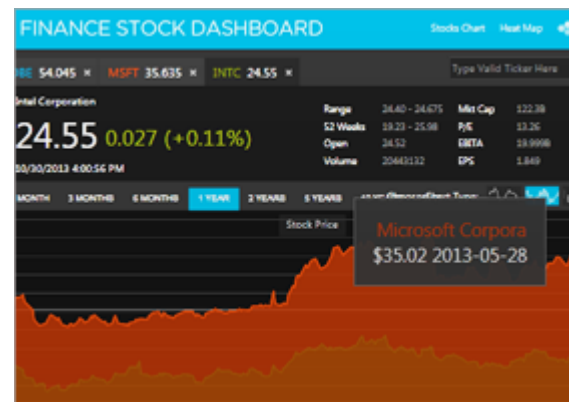 FINANCE STOCK DASHBOARD
Stocks Chart Heat Map
BE 54.045 × MSFT 35.635 × INTC 24.55 ×
Type Valid Ticker Here
Intel Corporation
24.55 0.027 (+0.11%)
10/30/2013 4:00:56 PM
Range 24.40 - 24.675 Mkt Cap 122.3B
52 Weeks 19.23 - 25.98 P/E 13.26
Open 24.52 EBITA 19.999B
Volume 20443132 EPS 1.849
MONTH 3 MONTHS 6 MONTHS 1 YEAR 2 YEARS 5 YEARS
Stock Price
Microsoft Corpora
$35.02 2013-05-28